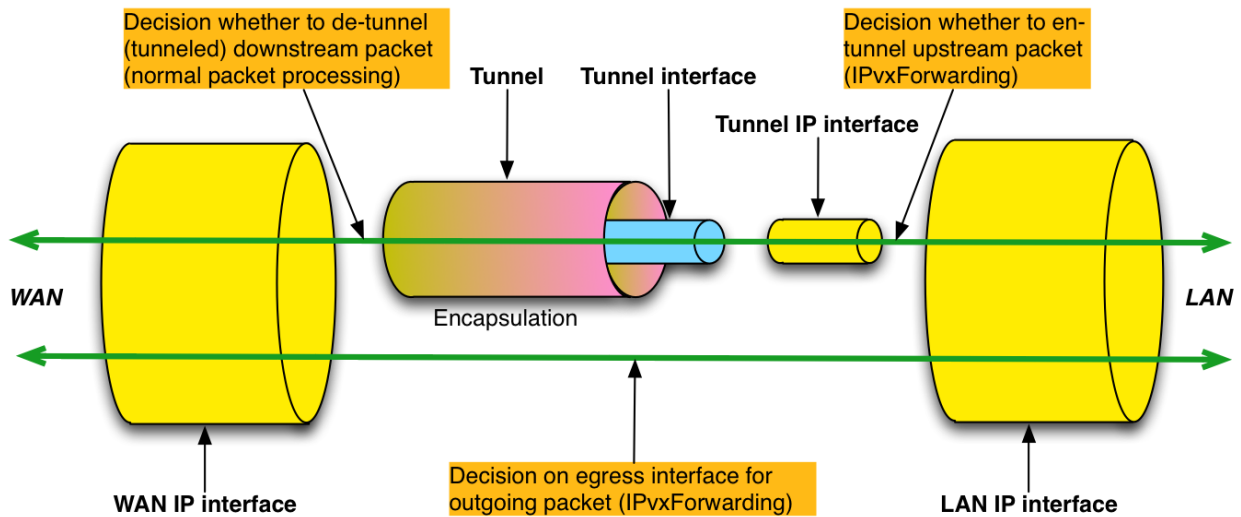 Decision whether to de-tunnel
(tunneled) downstream packet
(normal packet processing)
Tunnel
Tunnel interface
Decision whether to en-
tunnel upstream packet
(IPvxForwarding)
Tunnel IP interface
WAN
LAN
Encapsulation
Decision on egress interface for
outgoing packet (IPvxForwarding)
WAN IP interface
LAN IP interface